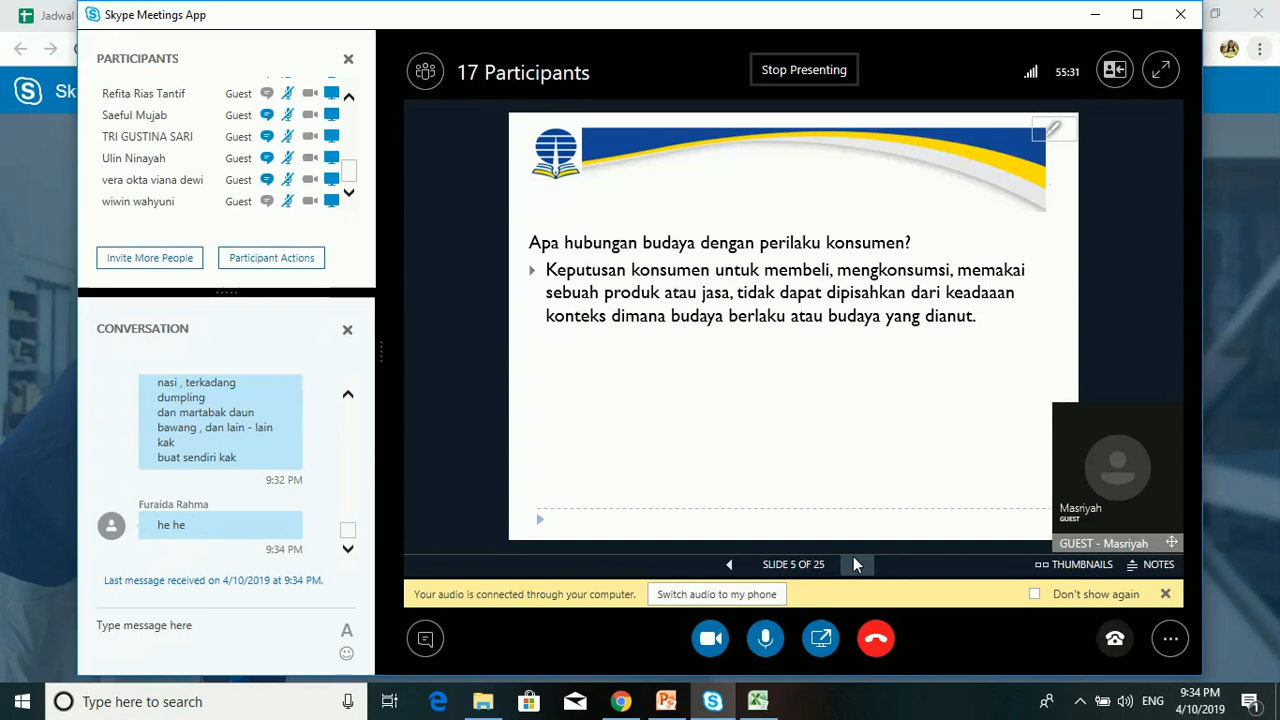 Jadwal
Skype Meetings App
Sk
PARTICIPANTS
Refita Rias Tantif Guest
Saeful Mujab Guest
TRI GUSTINA SARI Guest
Ulin Ninayah Guest
vera okta viana dewi Guest
wiwin wahyuni Guest
Invite More People Participant Actions
CONVERSATION
nasi , terkadang
dumpling
dan martabak daun
bawang , dan lain - lain
kak
buat sendiri kak
9:32 PM
Furaida Rahma
he he
9:34 PM
Last message received on 4/10/2019 at 9:34 PM.
Type message here
A
17 Participants
Stop Presenting
55:31
Apa hubungan budaya dengan perilaku konsumen?
Keputusan konsumen untuk membeli, mengkonsumsi, memakai
sebuah produk atau jasa, tidak dapat dipisahkan dari keadaaan
konteks dimana budaya berlaku atau budaya yang dianut.
Masriyah
GUEST
GUEST - Masriyah
SLIDE 5 OF 25
THUMBNAILS NOTES
Your audio is connected through your computer. Switch audio to my phone Don't show again
Type here to search
ENG
9:34 PM
4/10/2019
1